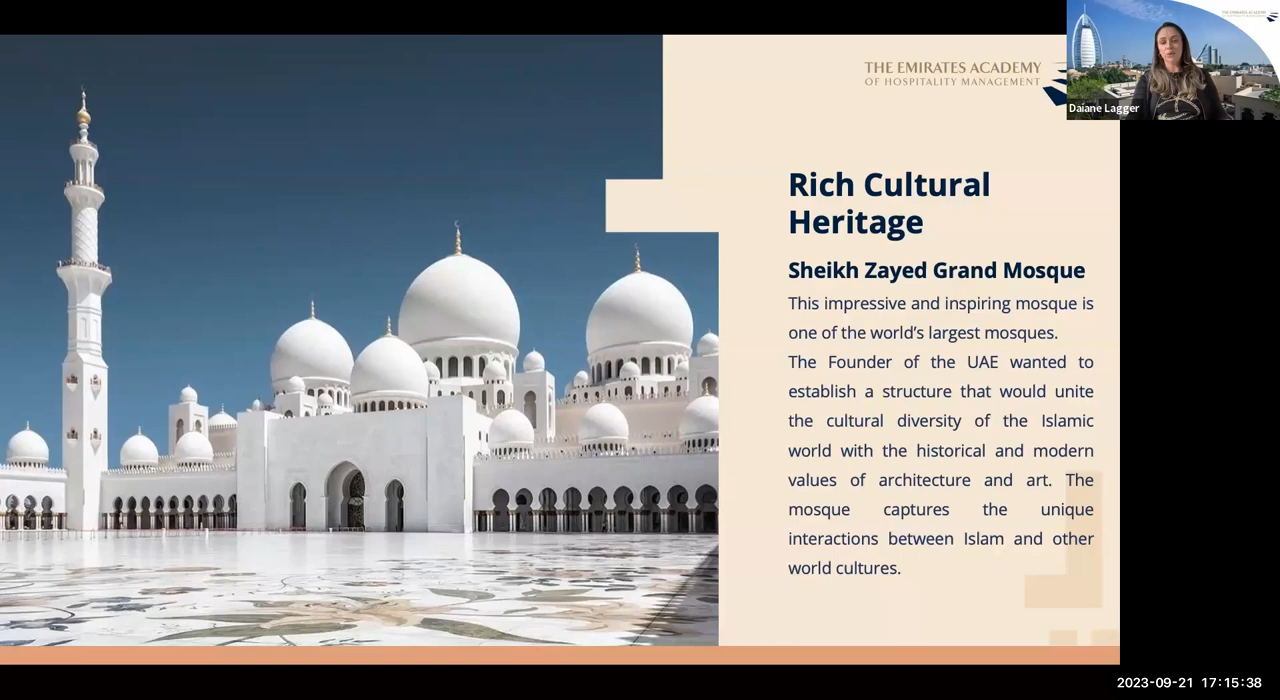 THE EMIRATES ACADEMY
OF HOSPITALITY MANAGEMENT
Daiane Lagger
Rich Cultural
Heritage
Sheikh Zayed Grand Mosque
This impressive and inspiring mosque is
one of the world’s largest mosques.
The Founder of the UAE wanted to
establish a structure that would unite
the cultural diversity of the Islamic
world with the historical and modern
values of architecture and art. The
mosque captures the unique
interactions between Islam and other
world cultures.
2023-09-21 17:15:38